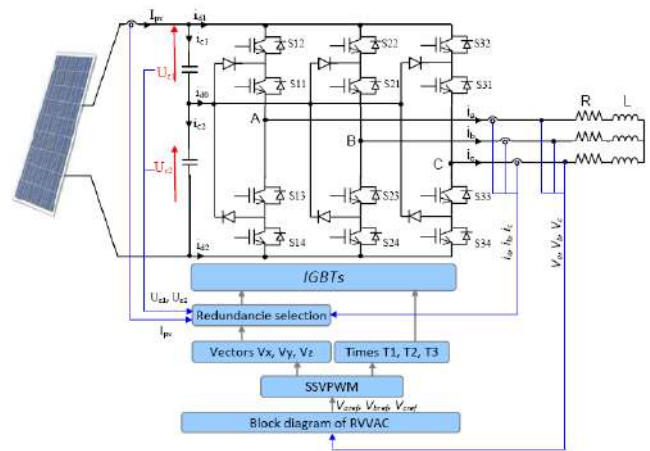 Ipv
id1
S12
S22
S32
ic1
Uc1
S11
S21
S31
id0
A
ia
R
L
ic2
B
ib
Uc2
C
ic
S13
S23
S33
S14
S24
S34
id2
ia, ib, ic
Va, Vb, Vc
IGBTs
Uc1, Uc2
Redundancie selection
Ipv
Vectors Vx, Vy, Vz
Times T1, T2, T3
SSVPWM
Varef, Vbref, Vcref
Block diagram of RVVAC